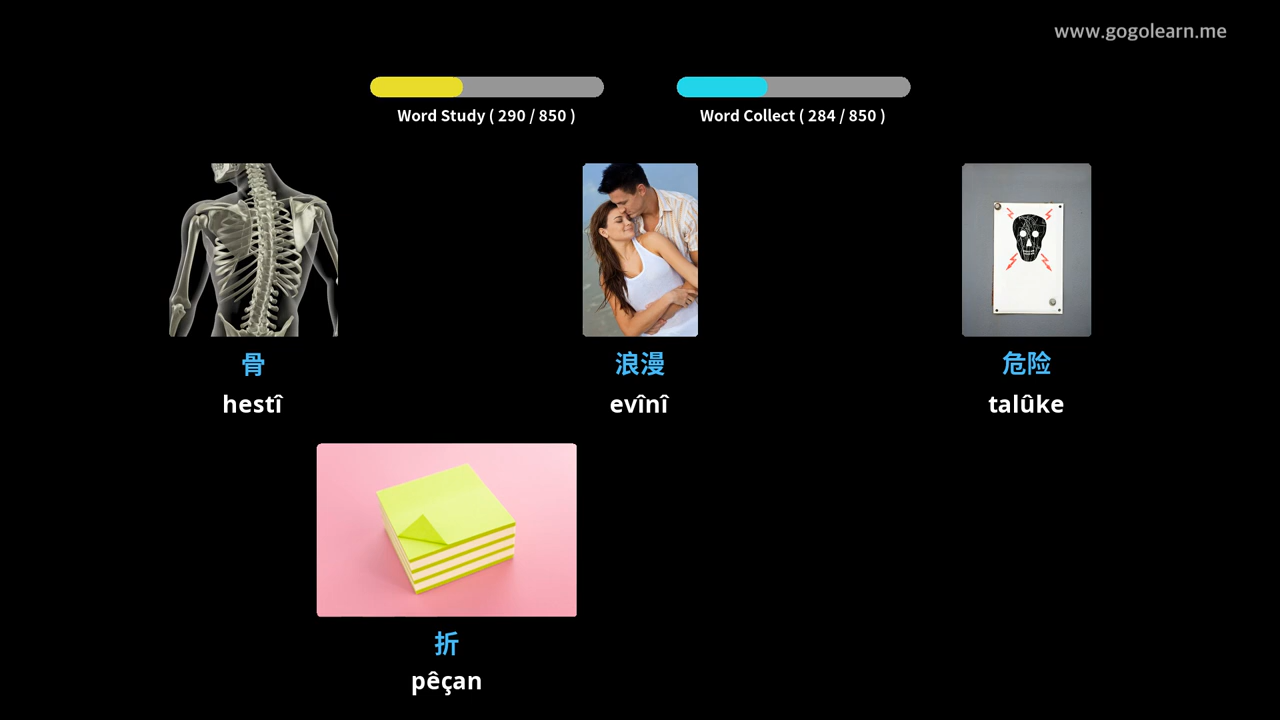 www.gogolearn.me
Word Study ( 290 / 850 )
Word Collect ( 284 / 850 )
骨
hestî
浪漫
evînî
危险
talûke
折
pêçan